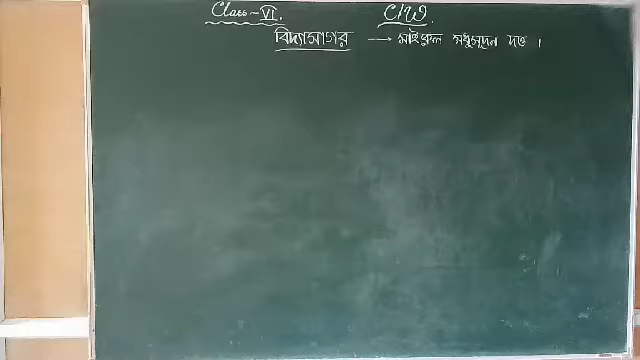 Class - VI. C/W.
বিদ্যাসাগর → মাইকেল মধুসূদন দত্ত ।